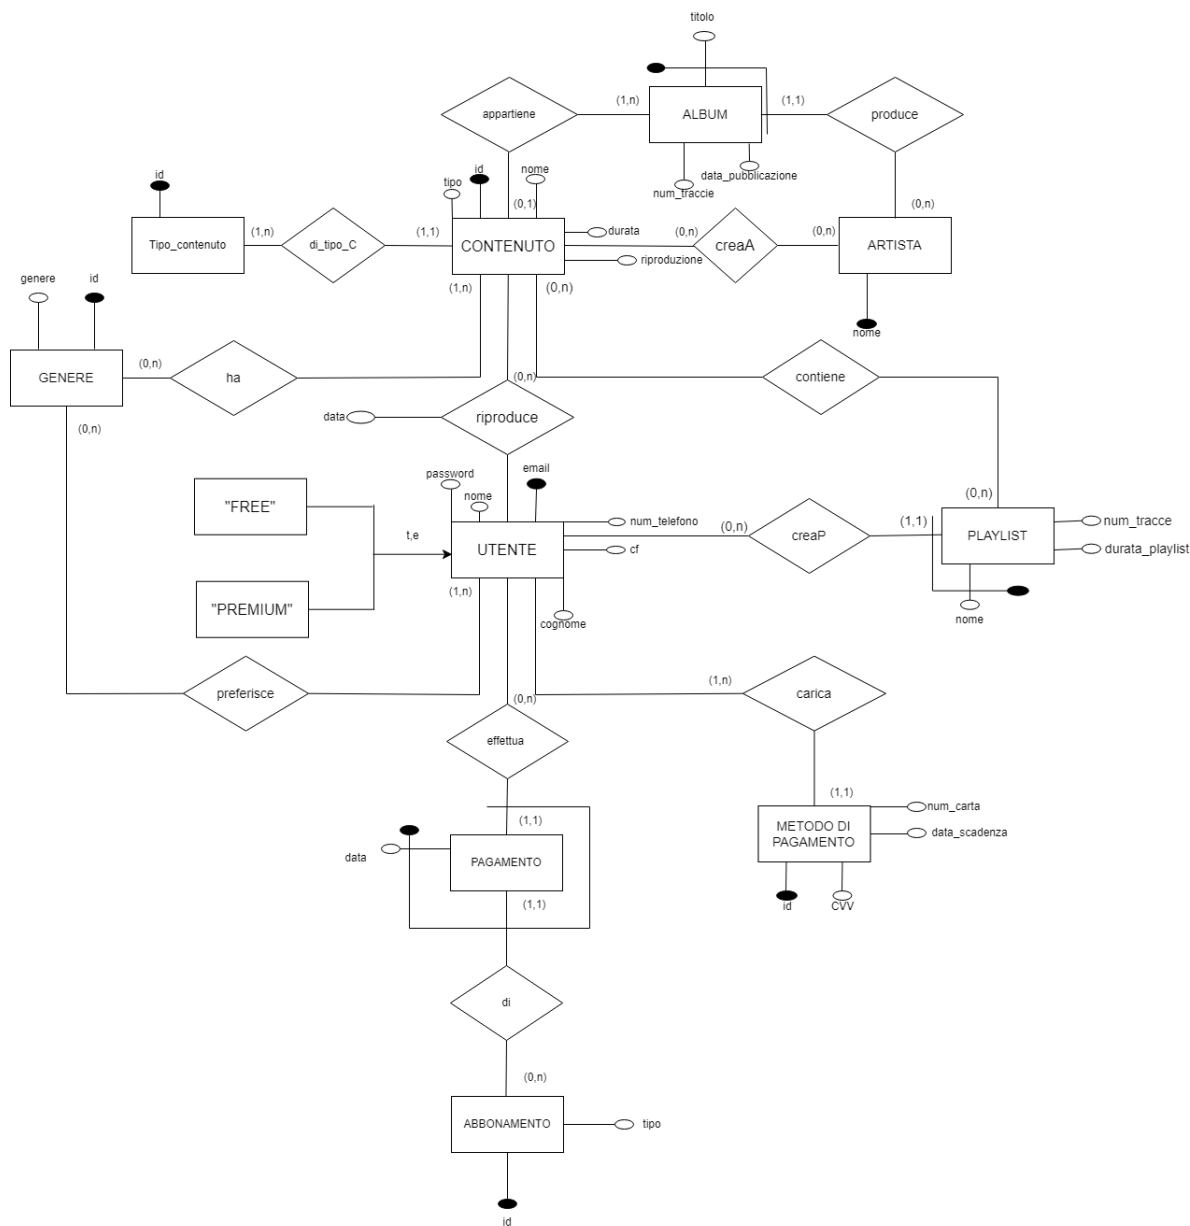 titolo
appartiene
(1,n)
ALBUM
(1,1)
produce
id
tipo
id
nome
num_traccie
data_pubblicazione
(0,1)
(0,n)
Tipo_contenuto
(1,n)
di_tipo_C
(1,1)
CONTENUTO
durata
(0,n)
creaA
(0,n)
ARTISTA
riproduzione
genere
id
(1,n)
(0,n)
nome
GENERE
(0,n)
ha
(0,n)
contiene
data
riproduce
(0,n)
password
nome
email
"FREE"
t,e
num_telefono
(0,n)
creaP
(1,1)
(0,n)
PLAYLIST
num_tracce
UTENTE
cf
durata_playlist
"PREMIUM"
(1,n)
cognome
nome
preferisce
(0,n)
(1,n)
carica
effettua
(1,1)
(1,1)
METODO DI
PAGAMENTO
num_carta
data_scadenza
data
PAGAMENTO
(1,1)
id
CVV
di
(0,n)
ABBONAMENTO
tipo
id